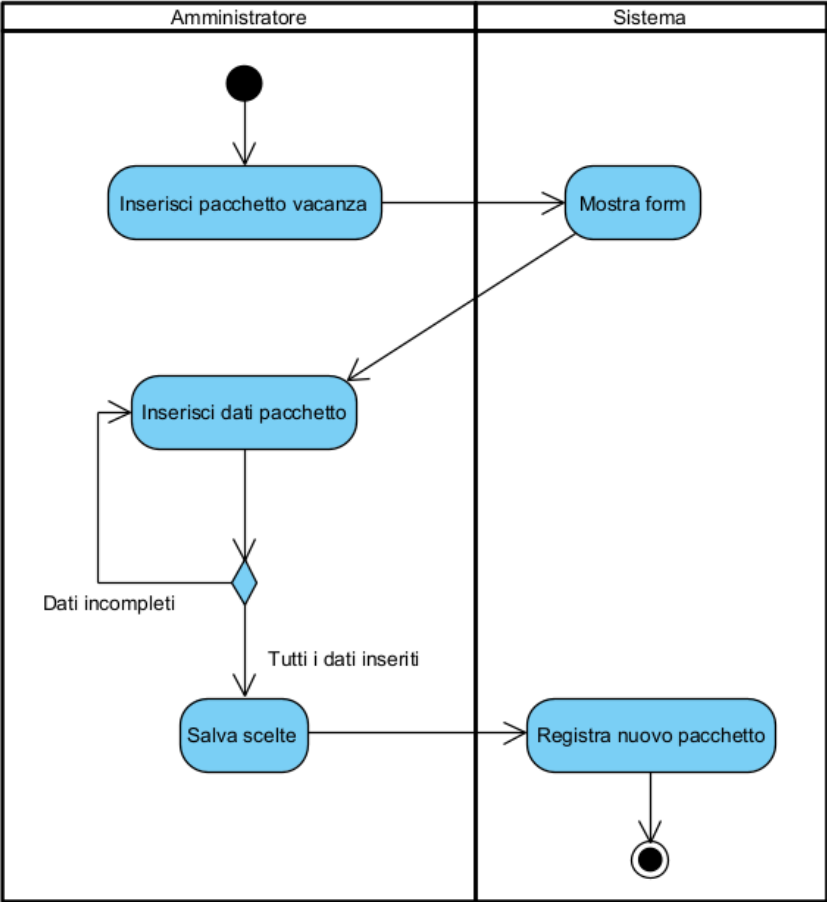 Amministratore
Sistema
Inserisci pacchetto vacanza
Mostra form
Inserisci dati pacchetto
Dati incompleti
Tutti i dati inseriti
Salva scelte
Registra nuovo pacchetto